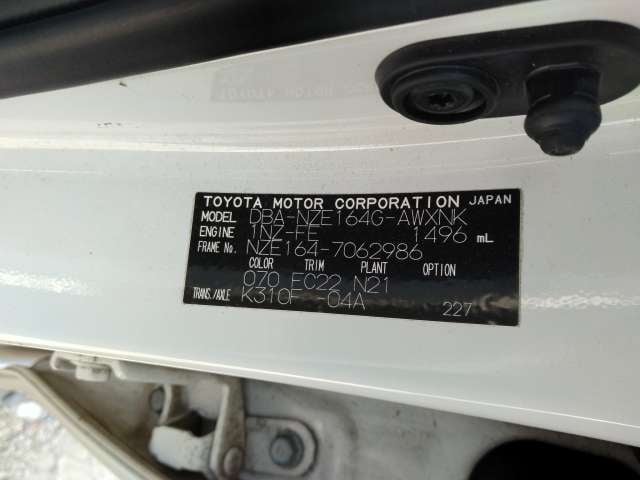 TOYOTA MOTOR CORPORATION JAPAN
MODEL DBA-NZE164G-AWXNK
ENGINE 1NZ-FE 1496 mL
FRAME No. NZE164-7062986
COLOR TRIM PLANT OPTION
070 EC22 N21
TRANS./AXLE K310F -04A
227